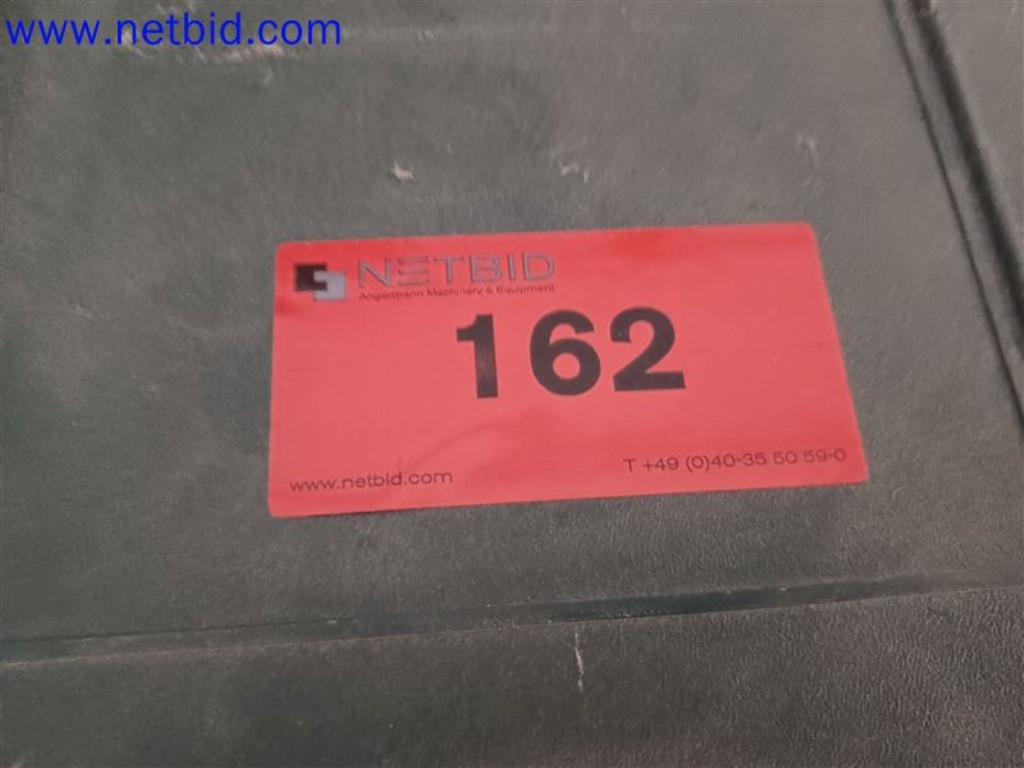 www.netbid.com
NETBID
Angermann Machinery & Equipment
162
www.netbid.com
T +49 (0)40-35 50 59-0